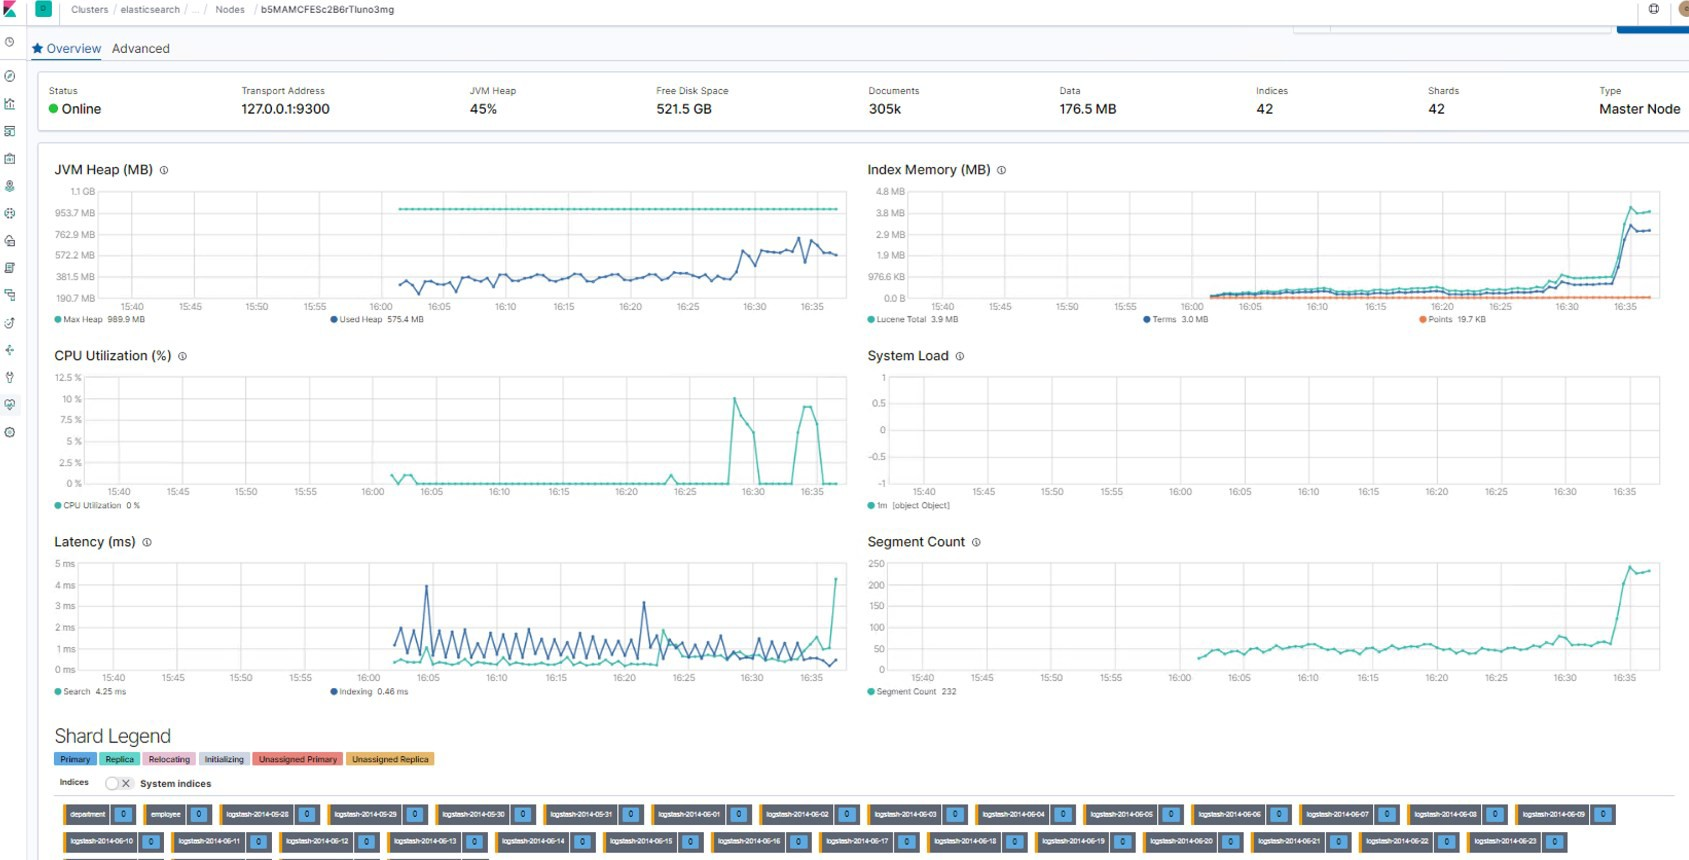 Clusters / elasticsearch / ... / Nodes / b5MAMCFESc2B6rTluno3mg
Overview Advanced
Status Transport Address JVM Heap Free Disk Space Documents Data Indices Shards Type
Online 127.0.0.1:9300 45% 521.5 GB 305k 176.5 MB 42 42 Master Node
JVM Heap (MB)
1.1 GB
953.7 MB
762.9 MB
572.2 MB
381.5 MB
190.7 MB
15:40 15:45 15:50 15:55 16:00 16:05 16:10 16:15 16:20 16:25 16:30 16:35
Max Heap 989.9 MB Used Heap 575.4 MB
Index Memory (MB)
4.8 MB
3.8 MB
2.9 MB
1.9 MB
976.6 KB
0.0 B
15:40 15:45 15:50 15:55 16:00 16:05 16:10 16:15 16:20 16:25 16:30 16:35
Lucene Total 3.9 MB Terms 3.0 MB Points 19.7 KB
CPU Utilization (%)
12.5 %
10 %
7.5 %
5 %
2.5 %
0 %
15:40 15:45 15:50 15:55 16:00 16:05 16:10 16:15 16:20 16:25 16:30 16:35
CPU Utilization 0 %
System Load
1
0.5
0
-0.5
-1
15:40 15:45 15:50 15:55 16:00 16:05 16:10 16:15 16:20 16:25 16:30 16:35
1m [object Object]
Latency (ms)
5 ms
4 ms
3 ms
2 ms
1 ms
0 ms
15:40 15:45 15:50 15:55 16:00 16:05 16:10 16:15 16:20 16:25 16:30 16:35
Search 4.25 ms Indexing 0.46 ms
Segment Count
250
200
150
100
50
0
15:40 15:45 15:50 15:55 16:00 16:05 16:10 16:15 16:20 16:25 16:30 16:35
Segment Count 232
Shard Legend
Primary Replica Relocating Initializing Unassigned Primary Unassigned Replica
Indices System indices
department 0 employee 0 logstash-2014-05-28 0 logstash-2014-05-29 0 logstash-2014-05-30 0 logstash-2014-05-31 0 logstash-2014-06-01 0 logstash-2014-06-02 0 logstash-2014-06-03 0 logstash-2014-06-04 0 logstash-2014-06-05 0 logstash-2014-06-06 0 logstash-2014-06-07 0 logstash-2014-06-08 0 logstash-2014-06-09 0
logstash-2014-06-10 0 logstash-2014-06-11 0 logstash-2014-06-12 0 logstash-2014-06-13 0 logstash-2014-06-14 0 logstash-2014-06-15 0 logstash-2014-06-16 0 logstash-2014-06-17 0 logstash-2014-06-18 0 logstash-2014-06-19 0 logstash-2014-06-20 0 logstash-2014-06-21 0 logstash-2014-06-22 0 logstash-2014-06-23 0